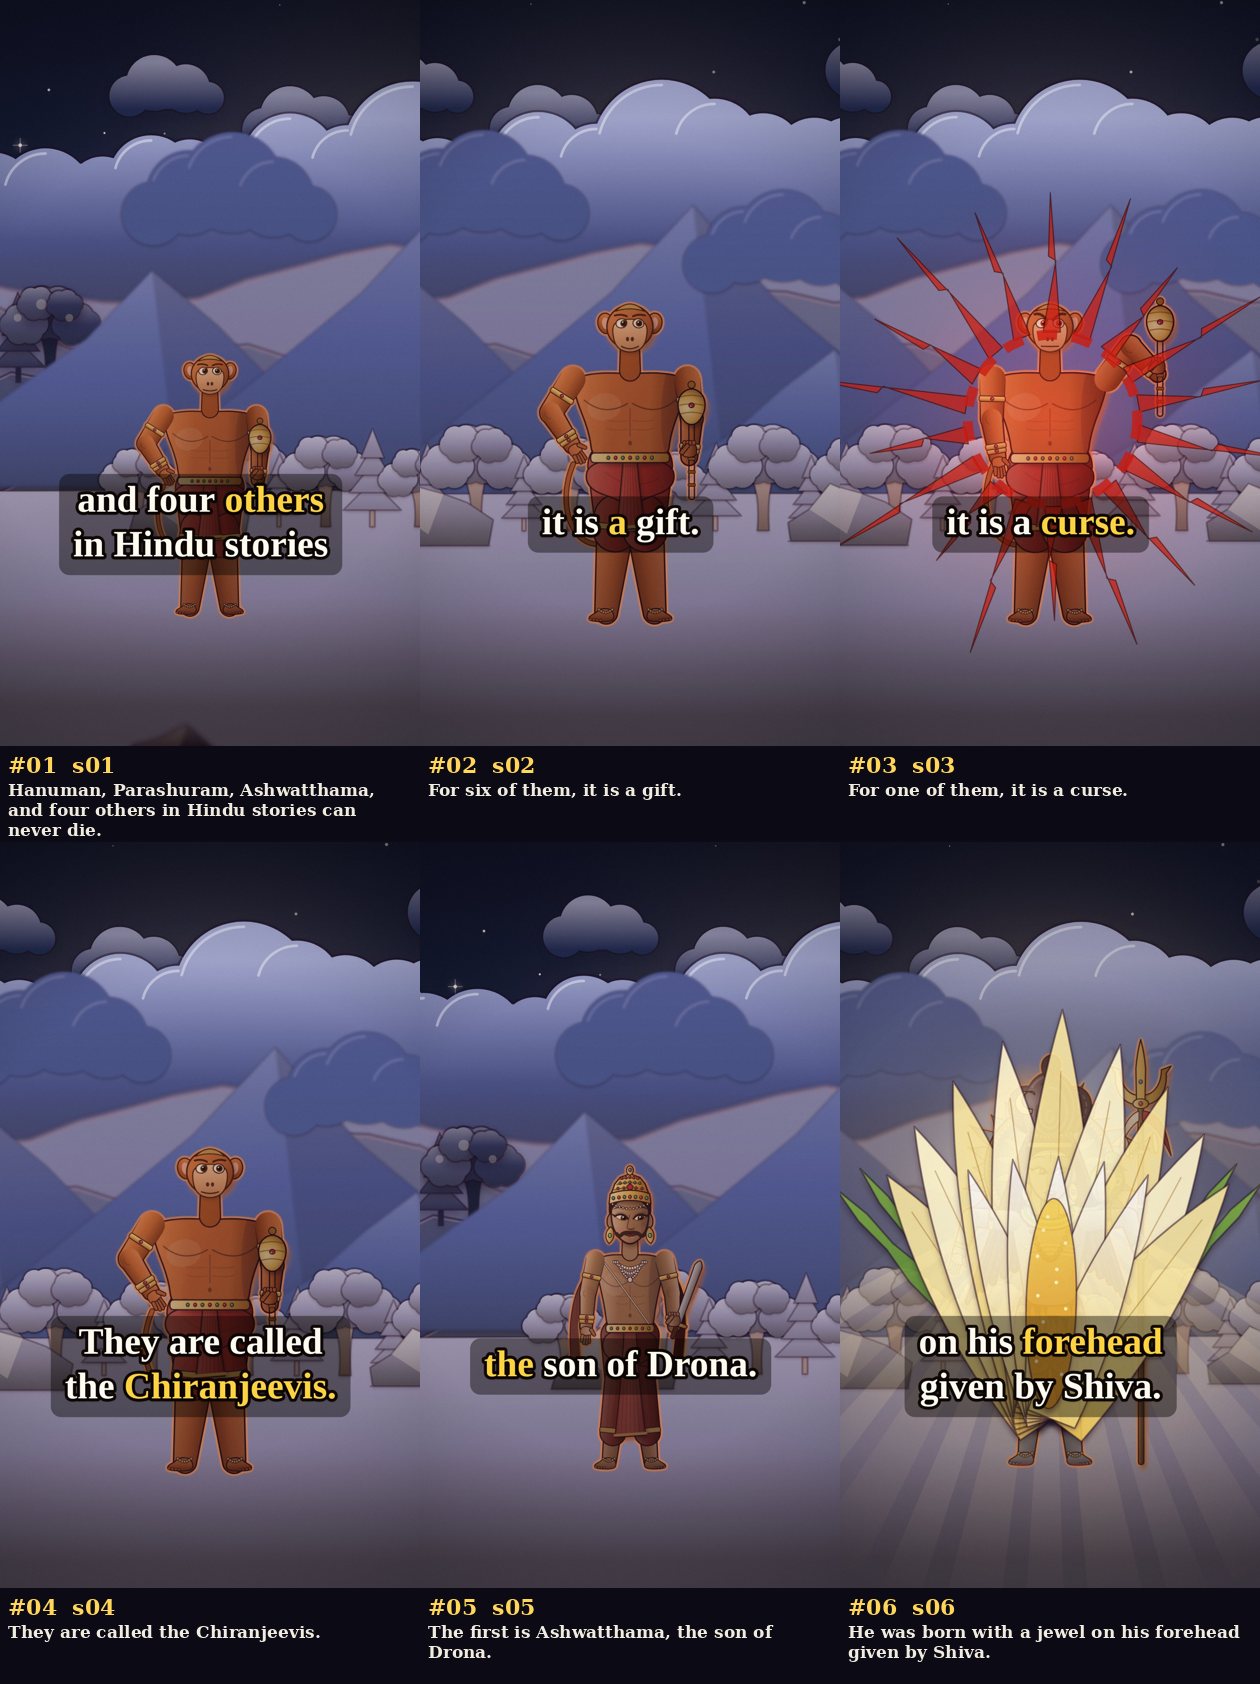 and four others
in Hindu stories
it is a gift.
it is a curse.
#01 s01
Hanuman, Parashuram, Ashwatthama,
and four others in Hindu stories can
never die.
#02 s02
For six of them, it is a gift.
#03 s03
For one of them, it is a curse.
They are called
the Chiranjeevis.
the son of Drona.
on his forehead
given by Shiva.
#04 s04
They are called the Chiranjeevis.
#05 s05
The first is Ashwatthama, the son of
Drona.
#06 s06
He was born with a jewel on his forehead
given by Shiva.